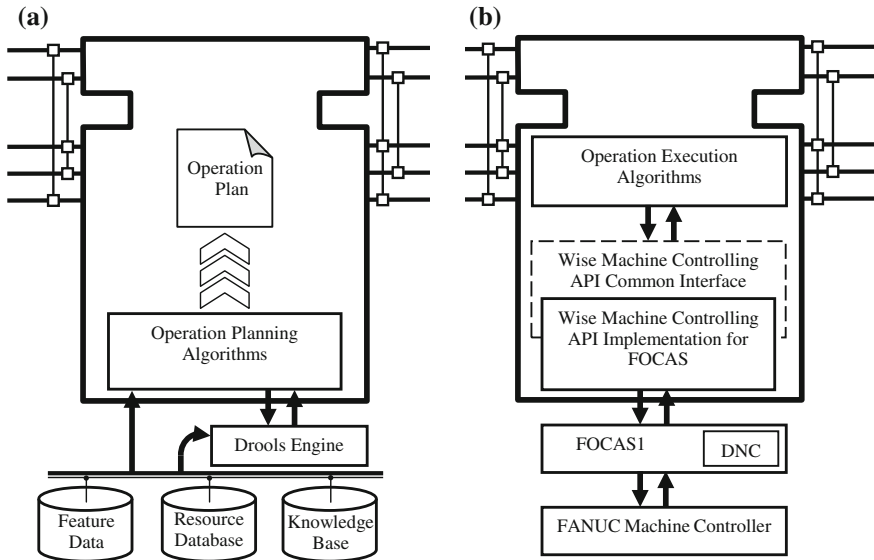 (a)
Operation
Plan
Operation Planning
Algorithms
Drools Engine
Feature
Data
Resource
Database
Knowledge
Base
(b)
Operation Execution
Algorithms
Wise Machine Controlling
API Common Interface
Wise Machine Controlling
API Implementation for
FOCAS
FOCAS1
DNC
FANUC Machine Controller